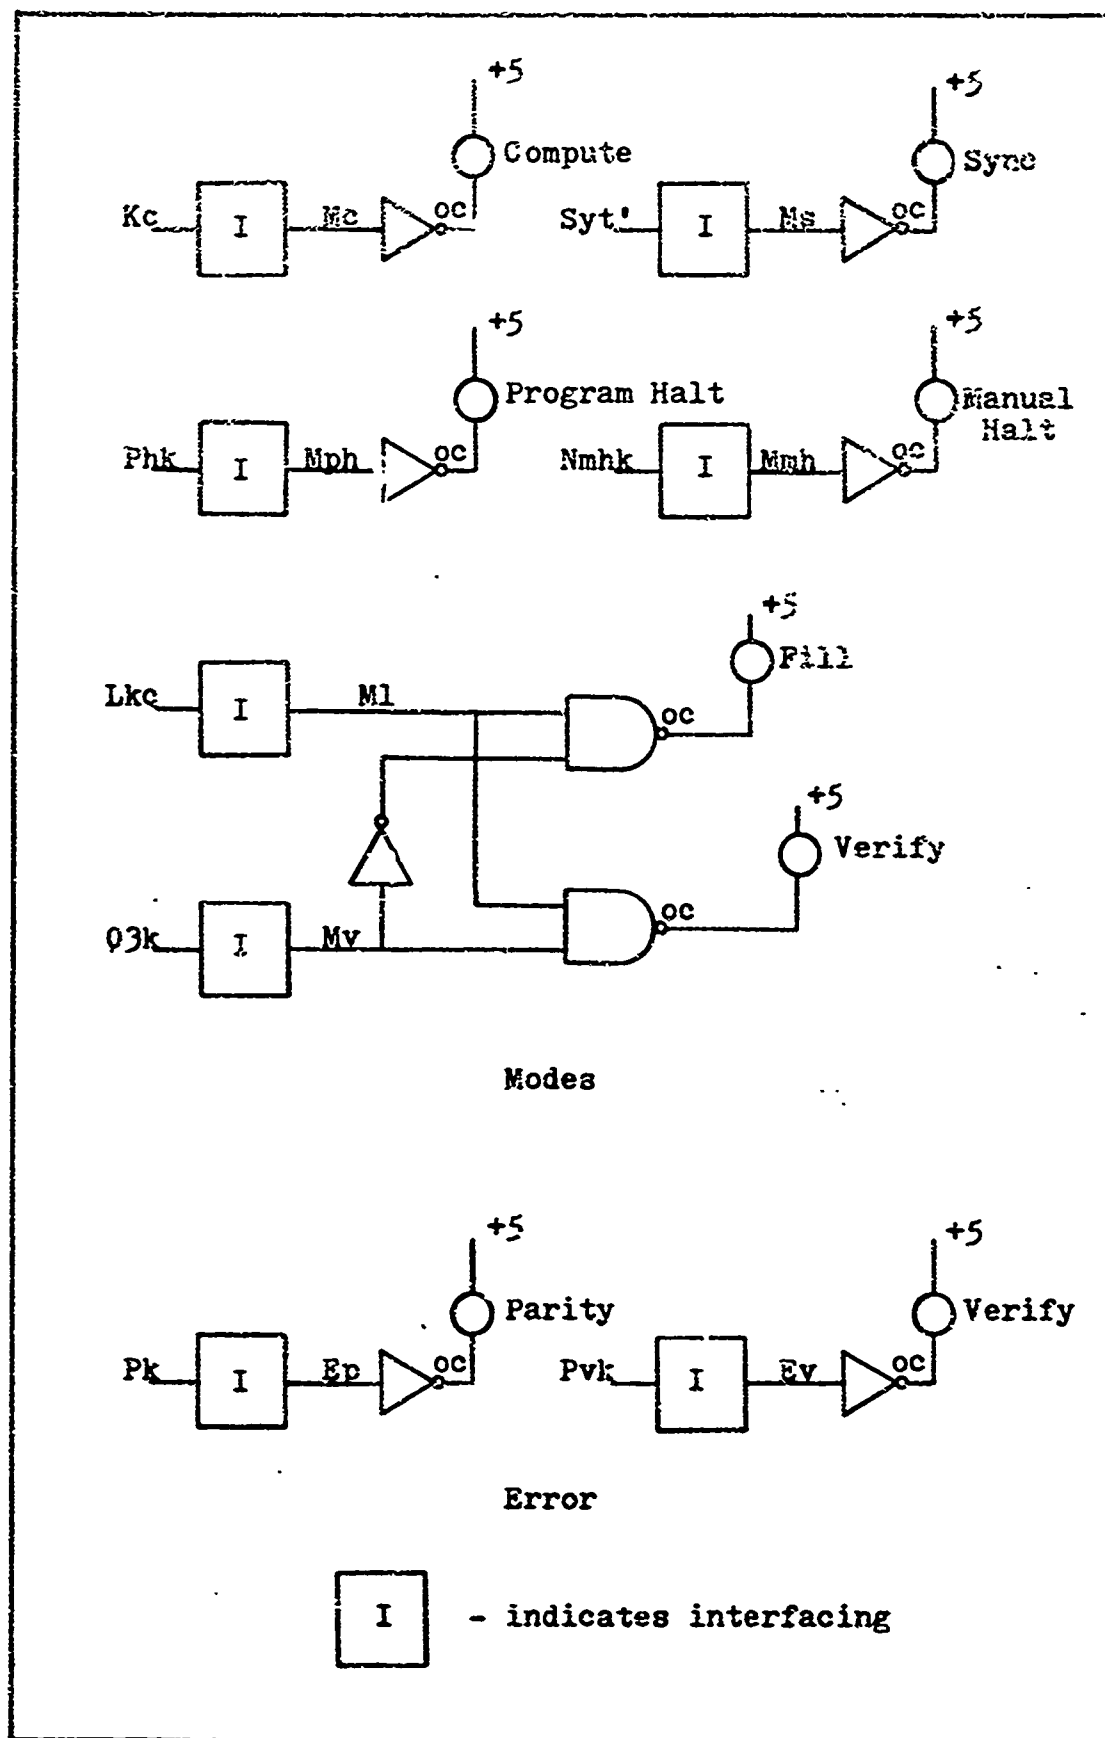 +5
+5
Compute
Sync
Kc
I
Mc
oc
Syt'
I
Ms
oc
+5
+5
Program Halt
Manual
Halt
Phk
I
Mph
oc
Nmhk
I
Mmh
oc
+5
Fill
Lkc
I
Ml
oc
+5
Verify
O3k
I
Mv
oc
Modes
+5
+5
Parity
Verify
Pk
I
Ep
oc
Pvk
I
Ev
oc
Error
I
- indicates interfacing